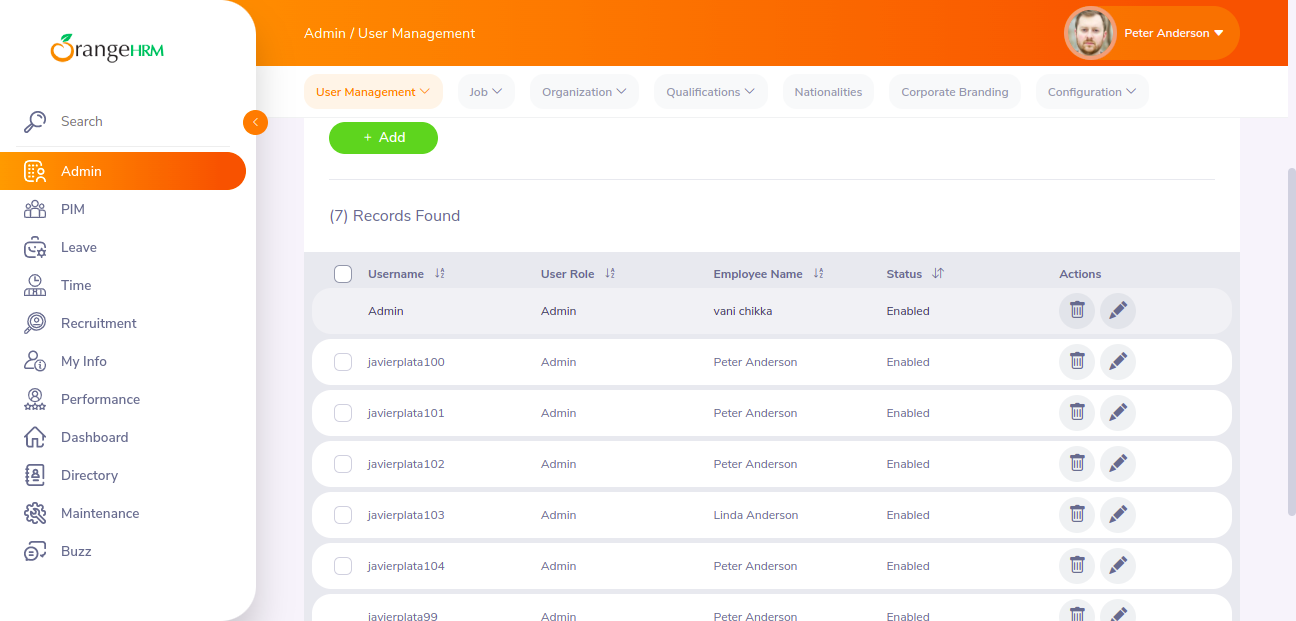 OrangeHRM
Admin / User Management
Peter Anderson
User Management
Job
Organization
Qualifications
Nationalities
Corporate Branding
Configuration
Search
Admin
PIM
Leave
Time
Recruitment
My Info
Performance
Dashboard
Directory
Maintenance
Buzz
+ Add
(7) Records Found
Username User Role Employee Name Status Actions
Admin Admin vani chikka Enabled
javierplata100 Admin Peter Anderson Enabled
javierplata101 Admin Peter Anderson Enabled
javierplata102 Admin Peter Anderson Enabled
javierplata103 Admin Linda Anderson Enabled
javierplata104 Admin Peter Anderson Enabled
javierplata99 Admin Peter Anderson Enabled